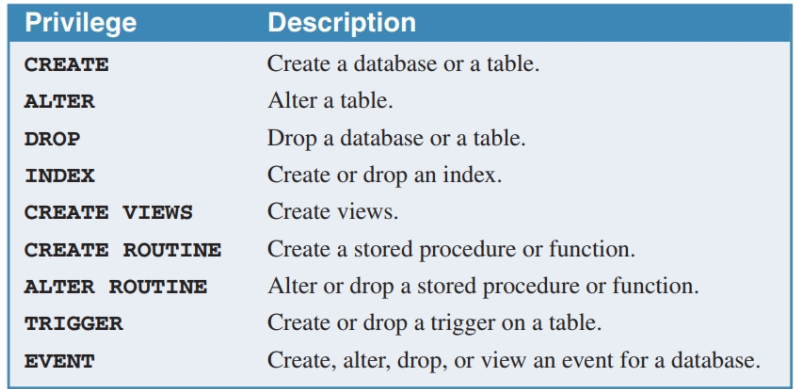 Privilege Description
CREATE Create a database or a table.
ALTER Alter a table.
DROP Drop a database or a table.
INDEX Create or drop an index.
CREATE VIEWS Create views.
CREATE ROUTINE Create a stored procedure or function.
ALTER ROUTINE Alter or drop a stored procedure or function.
TRIGGER Create or drop a trigger on a table.
EVENT Create, alter, drop, or view an event for a database.